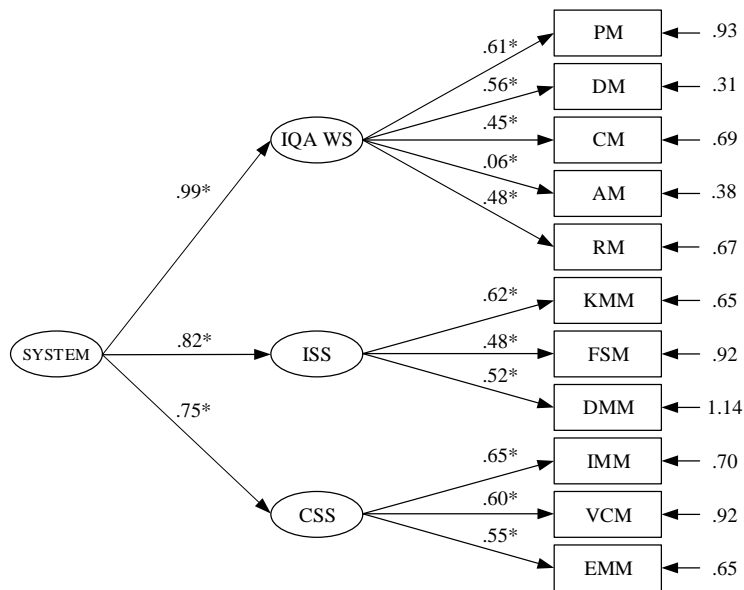 PM
.93
.61*
DM
.31
.56*
IQA WS
.45*
CM
.69
.06*
AM
.38
.99*
.48*
RM
.67
.62*
KMM
.65
SYSTEM
.82*
ISS
.48*
FSM
.92
.52*
DMM
1.14
.75*
.65*
IMM
.70
CSS
.60*
VCM
.92
.55*
EMM
.65